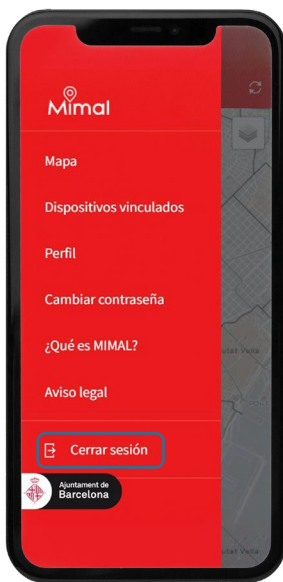 Mimal
Mapa
Dispositivos vinculados
Perfil
Cambiar contraseña
¿Qué es MIMAL?
Aviso legal
Cerrar sesión
Ajuntament de
Barcelona